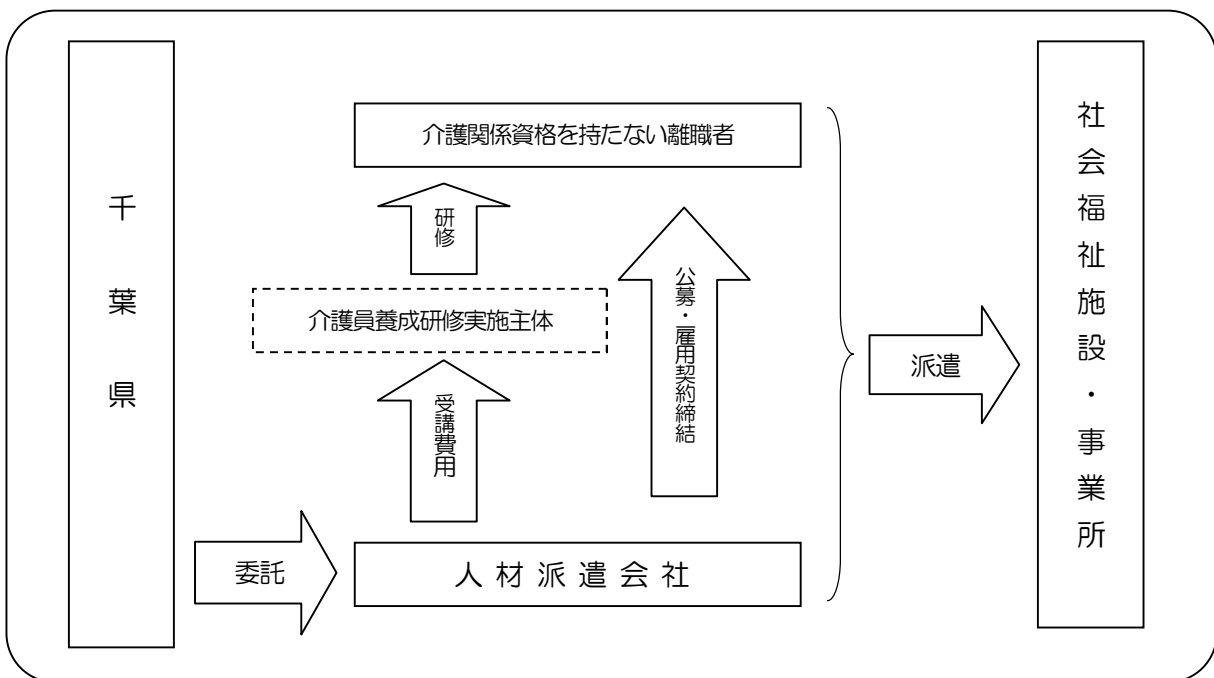 千葉県
介護関係資格を持たない離職者
研修
介護員養成研修実施主体
受講費用
公募・雇用契約締結
委託
人材派遣会社
派遣
社会福祉施設・事業所